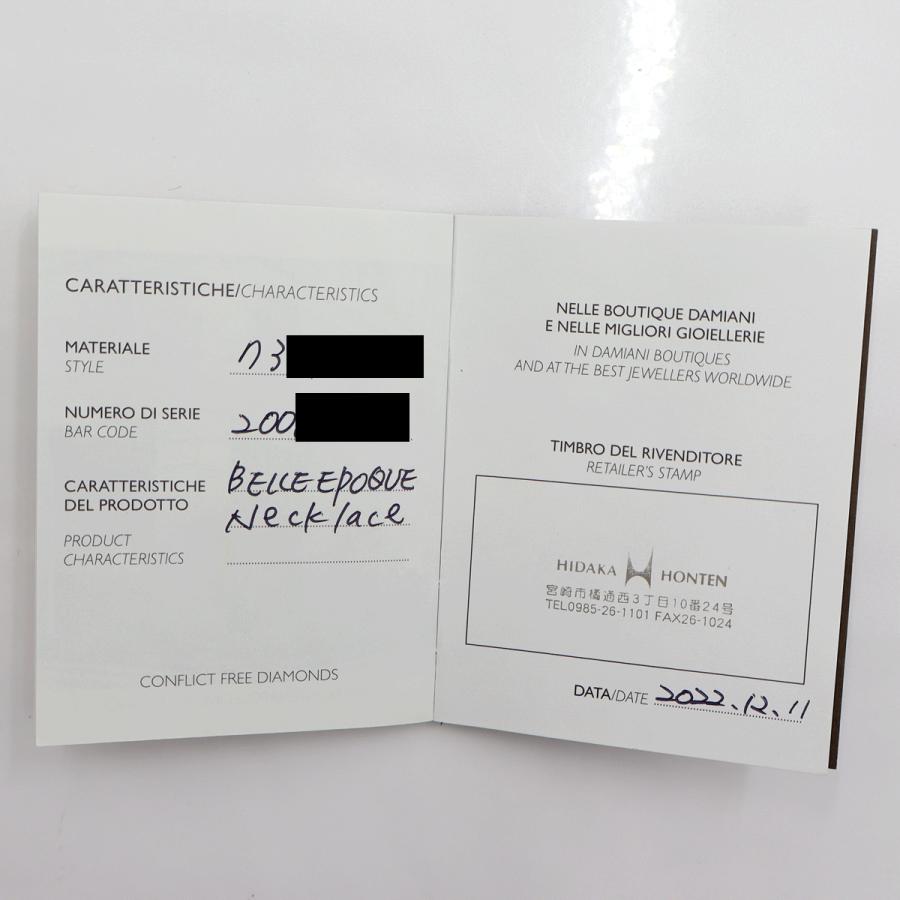 CARATTERISTICHE/CHARACTERISTICS
MATERIALE
STYLE
NUMERO DI SERIE
BAR CODE
200
CARATTERISTICHE
DEL PRODOTTO
BELLE EPOQUE
Necklace
PRODUCT
CHARACTERISTICS
CONFLICT FREE DIAMONDS
NELLE BOUTIQUE DAMIANI
E NELLE MIGLIORI GIOIELLERIE
IN DAMIANI BOUTIQUES
AND AT THE BEST JEWELLERS WORLDWIDE
TIMBRO DEL RIVENDITORE
RETAILER'S STAMP
HIDAKA HONTEN
宮崎市橘通西3丁目10番24号
TEL0985-26-1101 FAX26-1024
DATA/DATE 2022.12.11